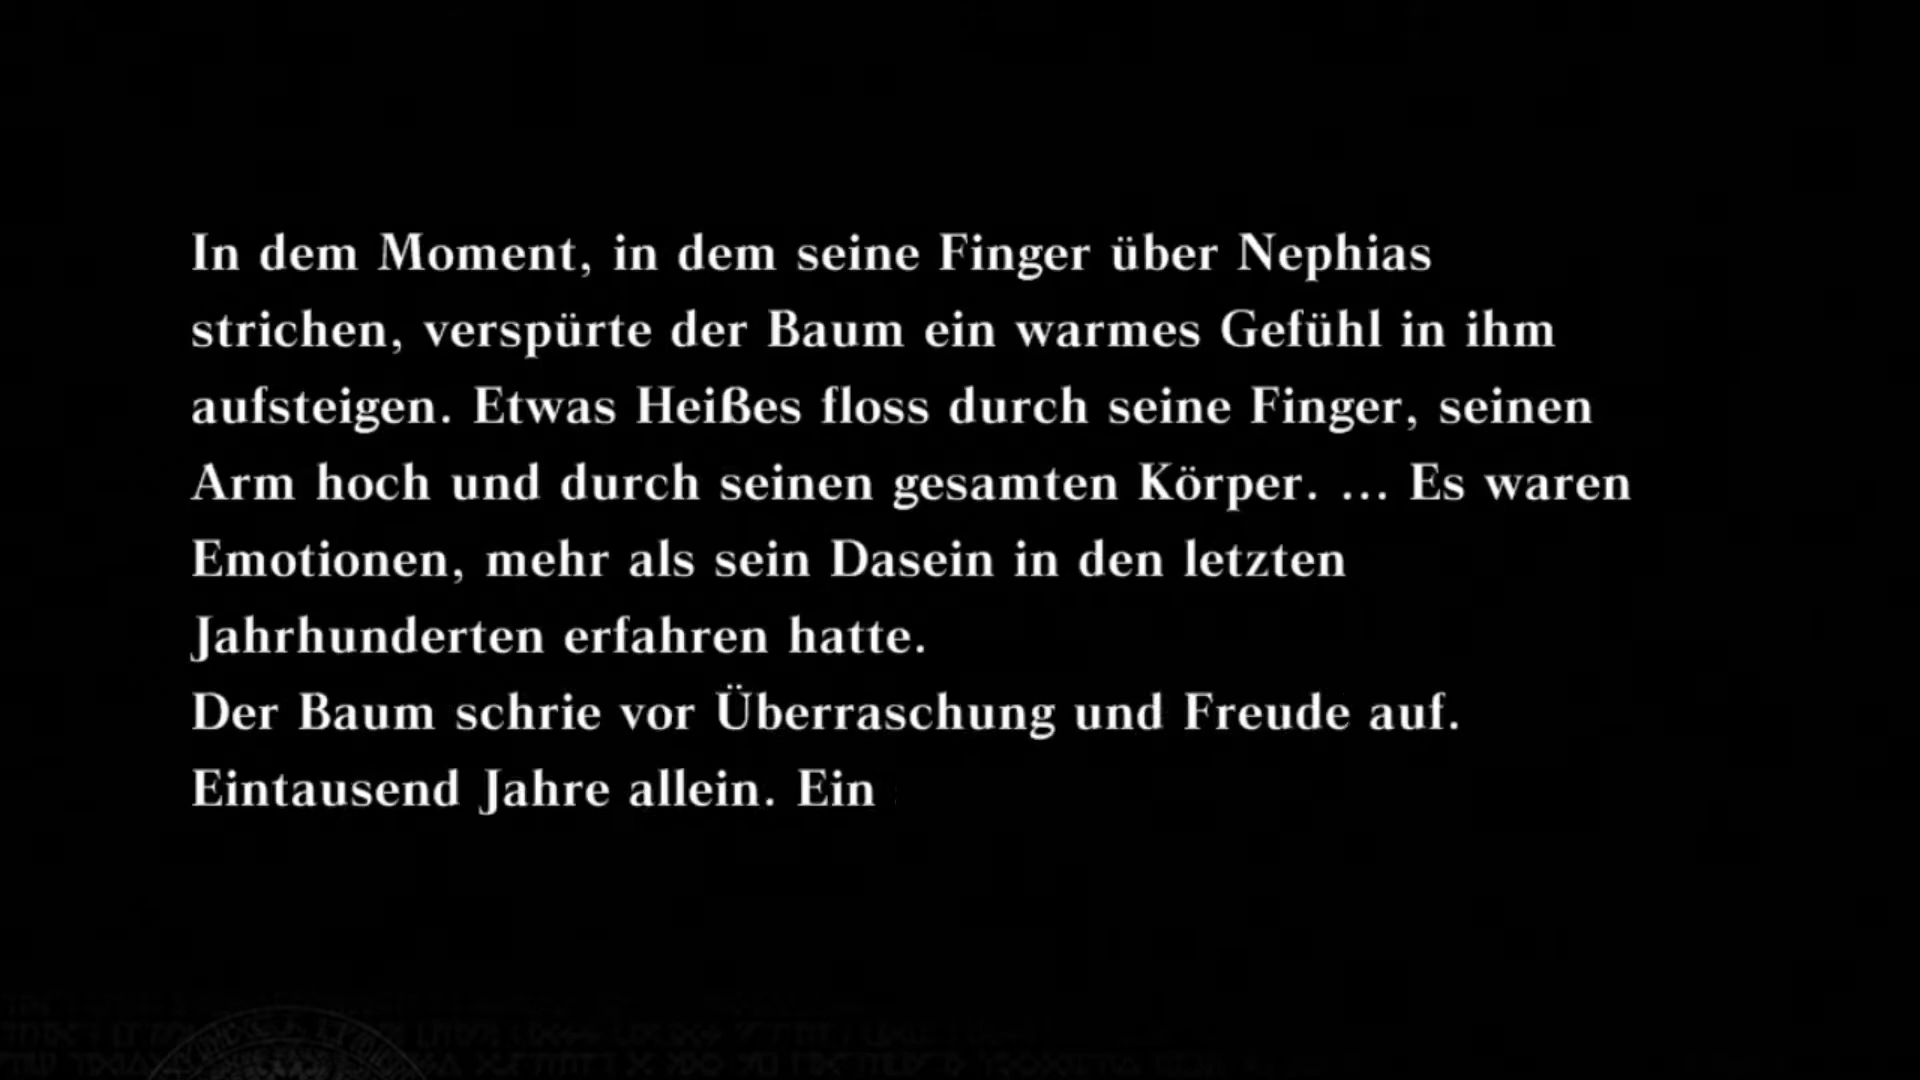 In dem Moment, in dem seine Finger über Nephias
strichen, verspürte der Baum ein warmes Gefühl in ihm
aufsteigen. Etwas Heißes floss durch seine Finger, seinen
Arm hoch und durch seinen gesamten Körper. ... Es waren
Emotionen, mehr als sein Dasein in den letzten
Jahrhunderten erfahren hatte.
Der Baum schrie vor Überraschung und Freude auf.
Eintausend Jahre allein. Ein